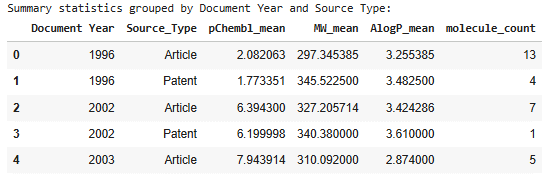 Summary statistics grouped by Document Year and Source Type:
Document Year Source_Type pChembl_mean MW_mean AlogP_mean molecule_count
0 1996 Article 2.082063 297.345385 3.255385 13
1 1996 Patent 1.773351 345.522500 3.482500 4
2 2002 Article 6.394300 327.205714 3.424286 7
3 2002 Patent 6.199998 340.380000 3.610000 1
4 2003 Article 7.943914 310.092000 2.874000 5